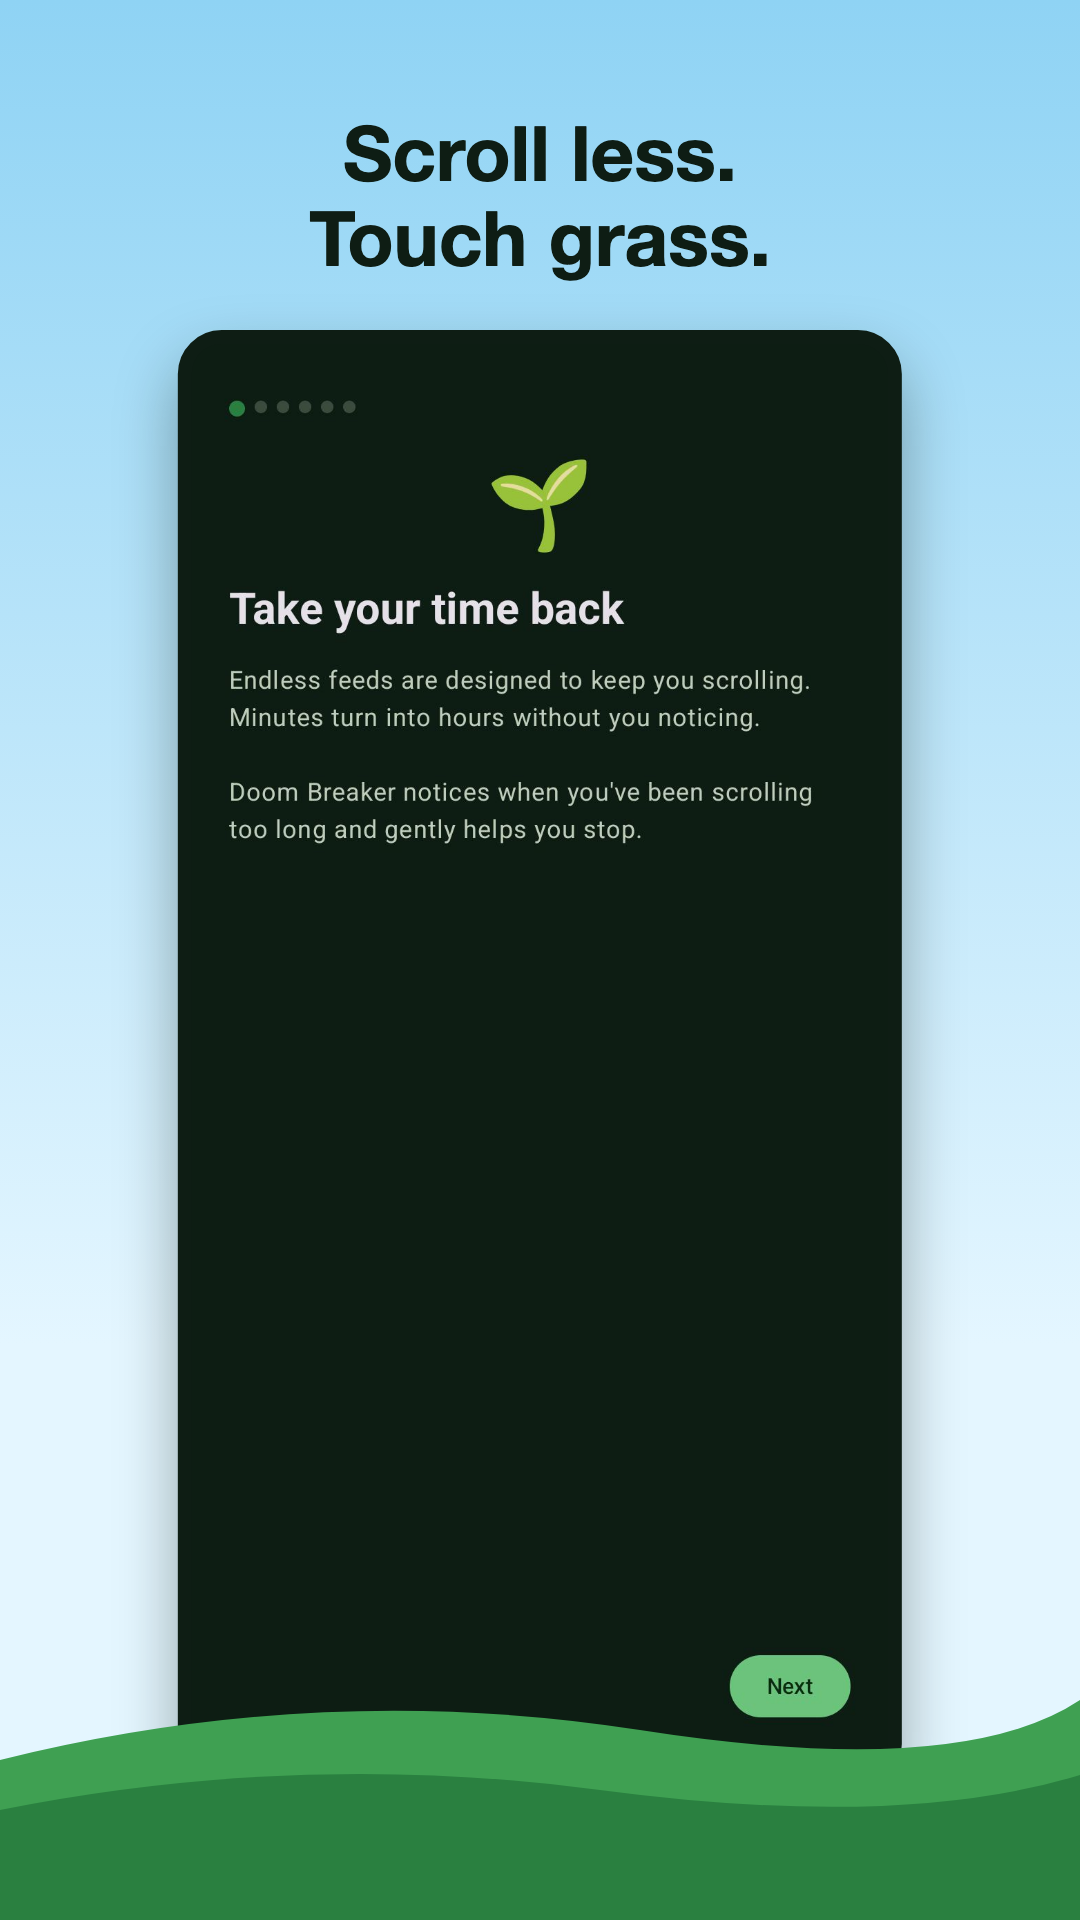 Scroll less.
Touch grass.
Take your time back
Endless feeds are designed to keep you scrolling.
Minutes turn into hours without you noticing.
Doom Breaker notices when you've been scrolling
too long and gently helps you stop.
Next